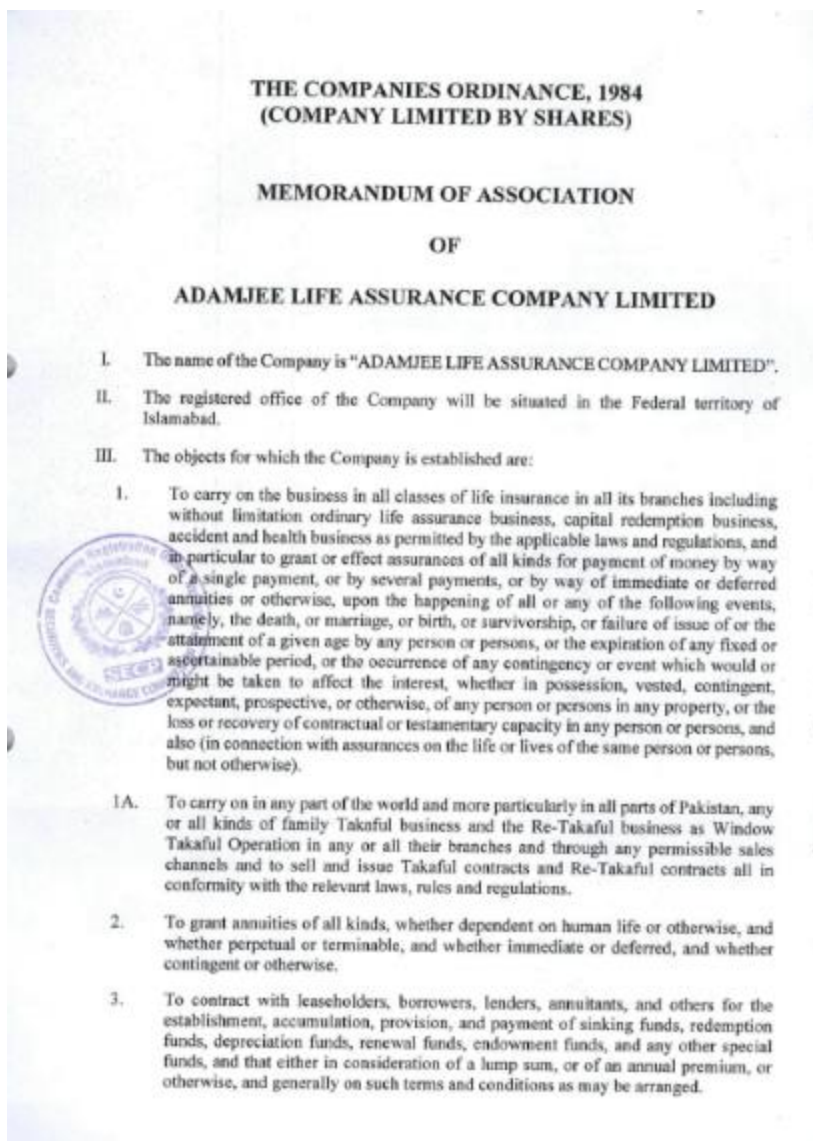 THE COMPANIES ORDINANCE, 1984
(COMPANY LIMITED BY SHARES)
MEMORANDUM OF ASSOCIATION
OF
ADAMJEE LIFE ASSURANCE COMPANY LIMITED
I. The name of the Company is "ADAMJEE LIFE ASSURANCE COMPANY LIMITED".
II. The registered office of the Company will be situated in the Federal territory of
Islamabad.
III. The objects for which the Company is established are:
1. To carry on the business in all classes of life insurance in all its branches including
without limitation ordinary life assurance business, capital redemption business,
accident and health business as permitted by the applicable laws and regulations, and
in particular to grant or effect assurances of all kinds for payment of money by way
of a single payment, or by several payments, or by way of immediate or deferred
annuities or otherwise, upon the happening of all or any of the following events,
namely, the death, or marriage, or birth, or survivorship, or failure of issue of or the
attainment of a given age by any person or persons, or the expiration of any fixed or
ascertainable period, or the occurrence of any contingency or event which would or
might be taken to affect the interest, whether in possession, vested, contingent,
expectant, prospective, or otherwise, of any person or persons in any property, or the
loss or recovery of contractual or testamentary capacity in any person or persons, and
also (in connection with assurances on the life or lives of the same person or persons,
but not otherwise).
1A. To carry on in any part of the world and more particularly in all parts of Pakistan, any
or all kinds of family Takaful business and the Re-Takaful business as Window
Takaful Operation in any or all their branches and through any permissible sales
channels and to sell and issue Takaful contracts and Re-Takaful contracts all in
conformity with the relevant laws, rules and regulations.
2. To grant annuities of all kinds, whether dependent on human life or otherwise, and
whether perpetual or terminable, and whether immediate or deferred, and whether
contingent or otherwise.
3. To contract with leaseholders, borrowers, lenders, annuitants, and others for the
establishment, accumulation, provision, and payment of sinking funds, redemption
funds, depreciation funds, renewal funds, endowment funds, and any other special
funds, and that either in consideration of a lump sum, or of an annual premium, or
otherwise, and generally on such terms and conditions as may be arranged.
Islamabad